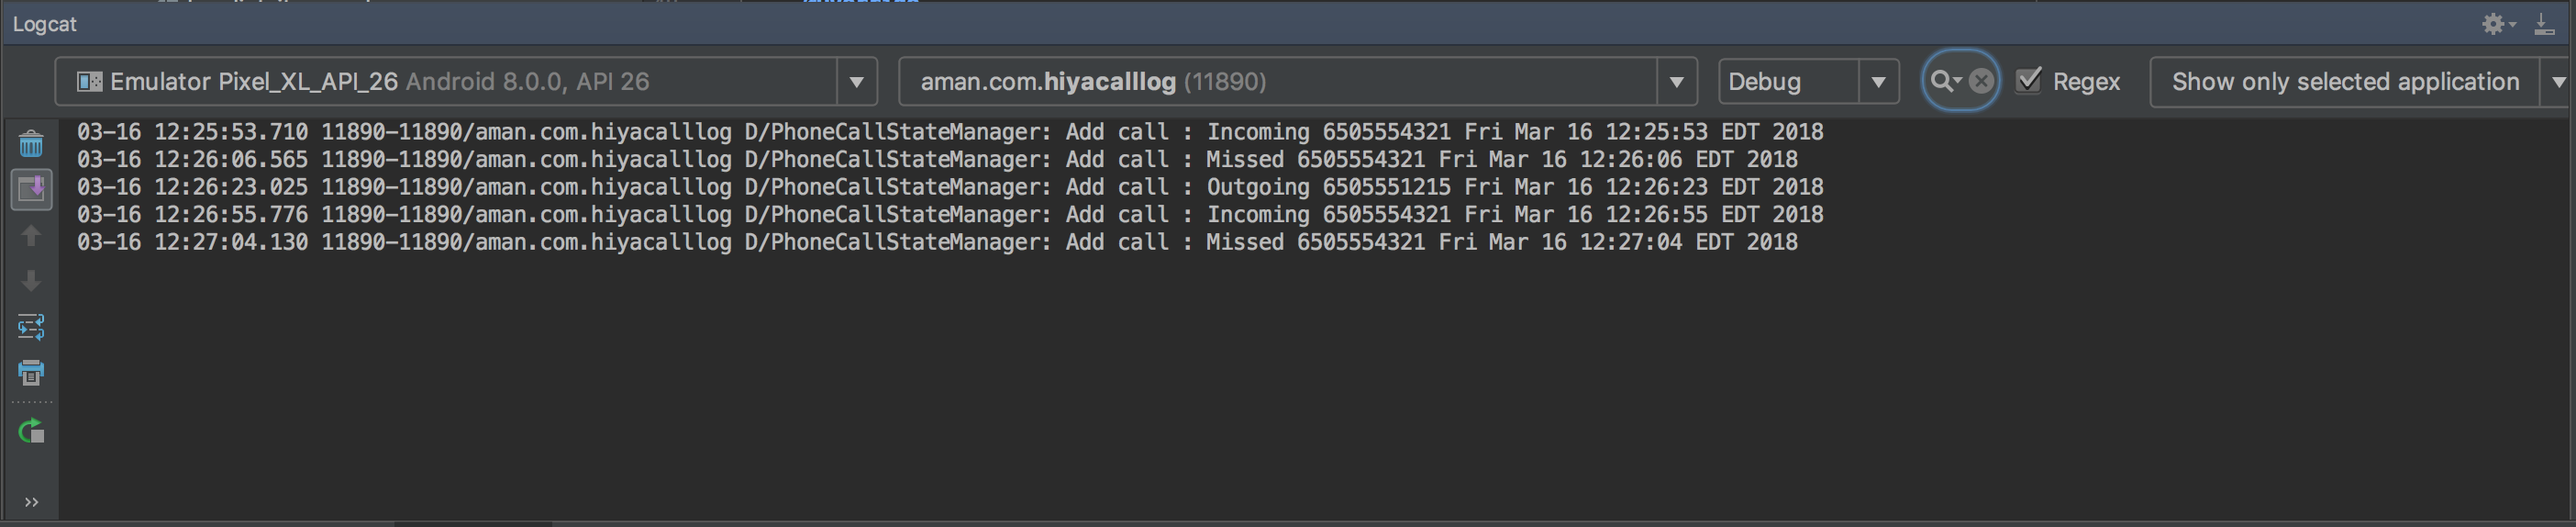 Logcat
Emulator Pixel_XL_API_26 Android 8.0.0, API 26
aman.com.hiyacalllog (11890)
Debug
Regex
Show only selected application
03-16 12:25:53.710 11890-11890/aman.com.hiyacalllog D/PhoneCallStateManager: Add call : Incoming 6505554321 Fri Mar 16 12:25:53 EDT 2018
03-16 12:26:06.565 11890-11890/aman.com.hiyacalllog D/PhoneCallStateManager: Add call : Missed 6505554321 Fri Mar 16 12:26:06 EDT 2018
03-16 12:26:23.025 11890-11890/aman.com.hiyacalllog D/PhoneCallStateManager: Add call : Outgoing 6505551215 Fri Mar 16 12:26:23 EDT 2018
03-16 12:26:55.776 11890-11890/aman.com.hiyacalllog D/PhoneCallStateManager: Add call : Incoming 6505554321 Fri Mar 16 12:26:55 EDT 2018
03-16 12:27:04.130 11890-11890/aman.com.hiyacalllog D/PhoneCallStateManager: Add call : Missed 6505554321 Fri Mar 16 12:27:04 EDT 2018